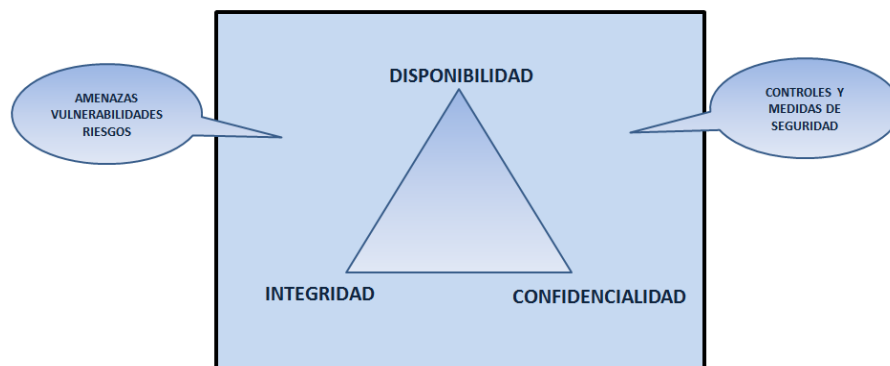 DISPONIBILIDAD
AMENAZAS
VULNERABILIDADES
RIESGOS
CONTROLES Y
MEDIDAS DE
SEGURIDAD
INTEGRIDAD
CONFIDENCIALIDAD